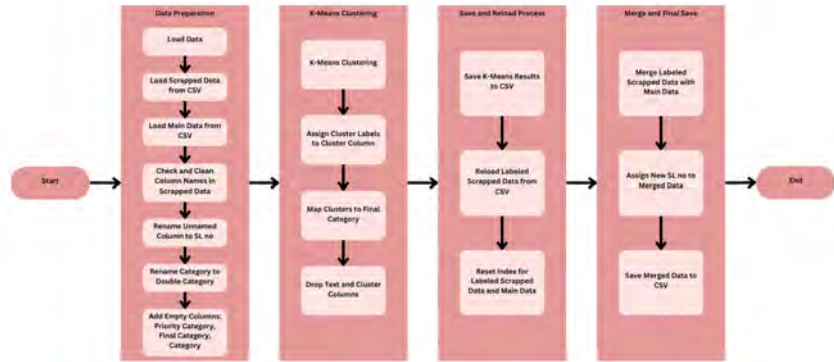 Start
Data Preparation
Load Data
Load Scrapped Data
from CSV
Load Main Data from
CSV
Check and Clean
Column Names in
Scrapped Data
Rename Unnamed
Column to SL no
Rename Category to
Double Category
Add Empty Columns:
Priority Category,
Final Category,
Category
K-Means Clustering
K-Means Clustering
Assign Cluster Labels
to Cluster Column
Map Clusters to Final
Category
Drop Text and Cluster
Columns
Save and Reload Process
Save K-Means Results
to CSV
Reload Labeled
Scrapped Data from
CSV
Reset Index for
Labeled Scrapped
Data and Main Data
Merge and Final Save
Merge Labeled
Scrapped Data with
Main Data
Assign New SL no to
Merged Data
Save Merged Data to
CSV
End